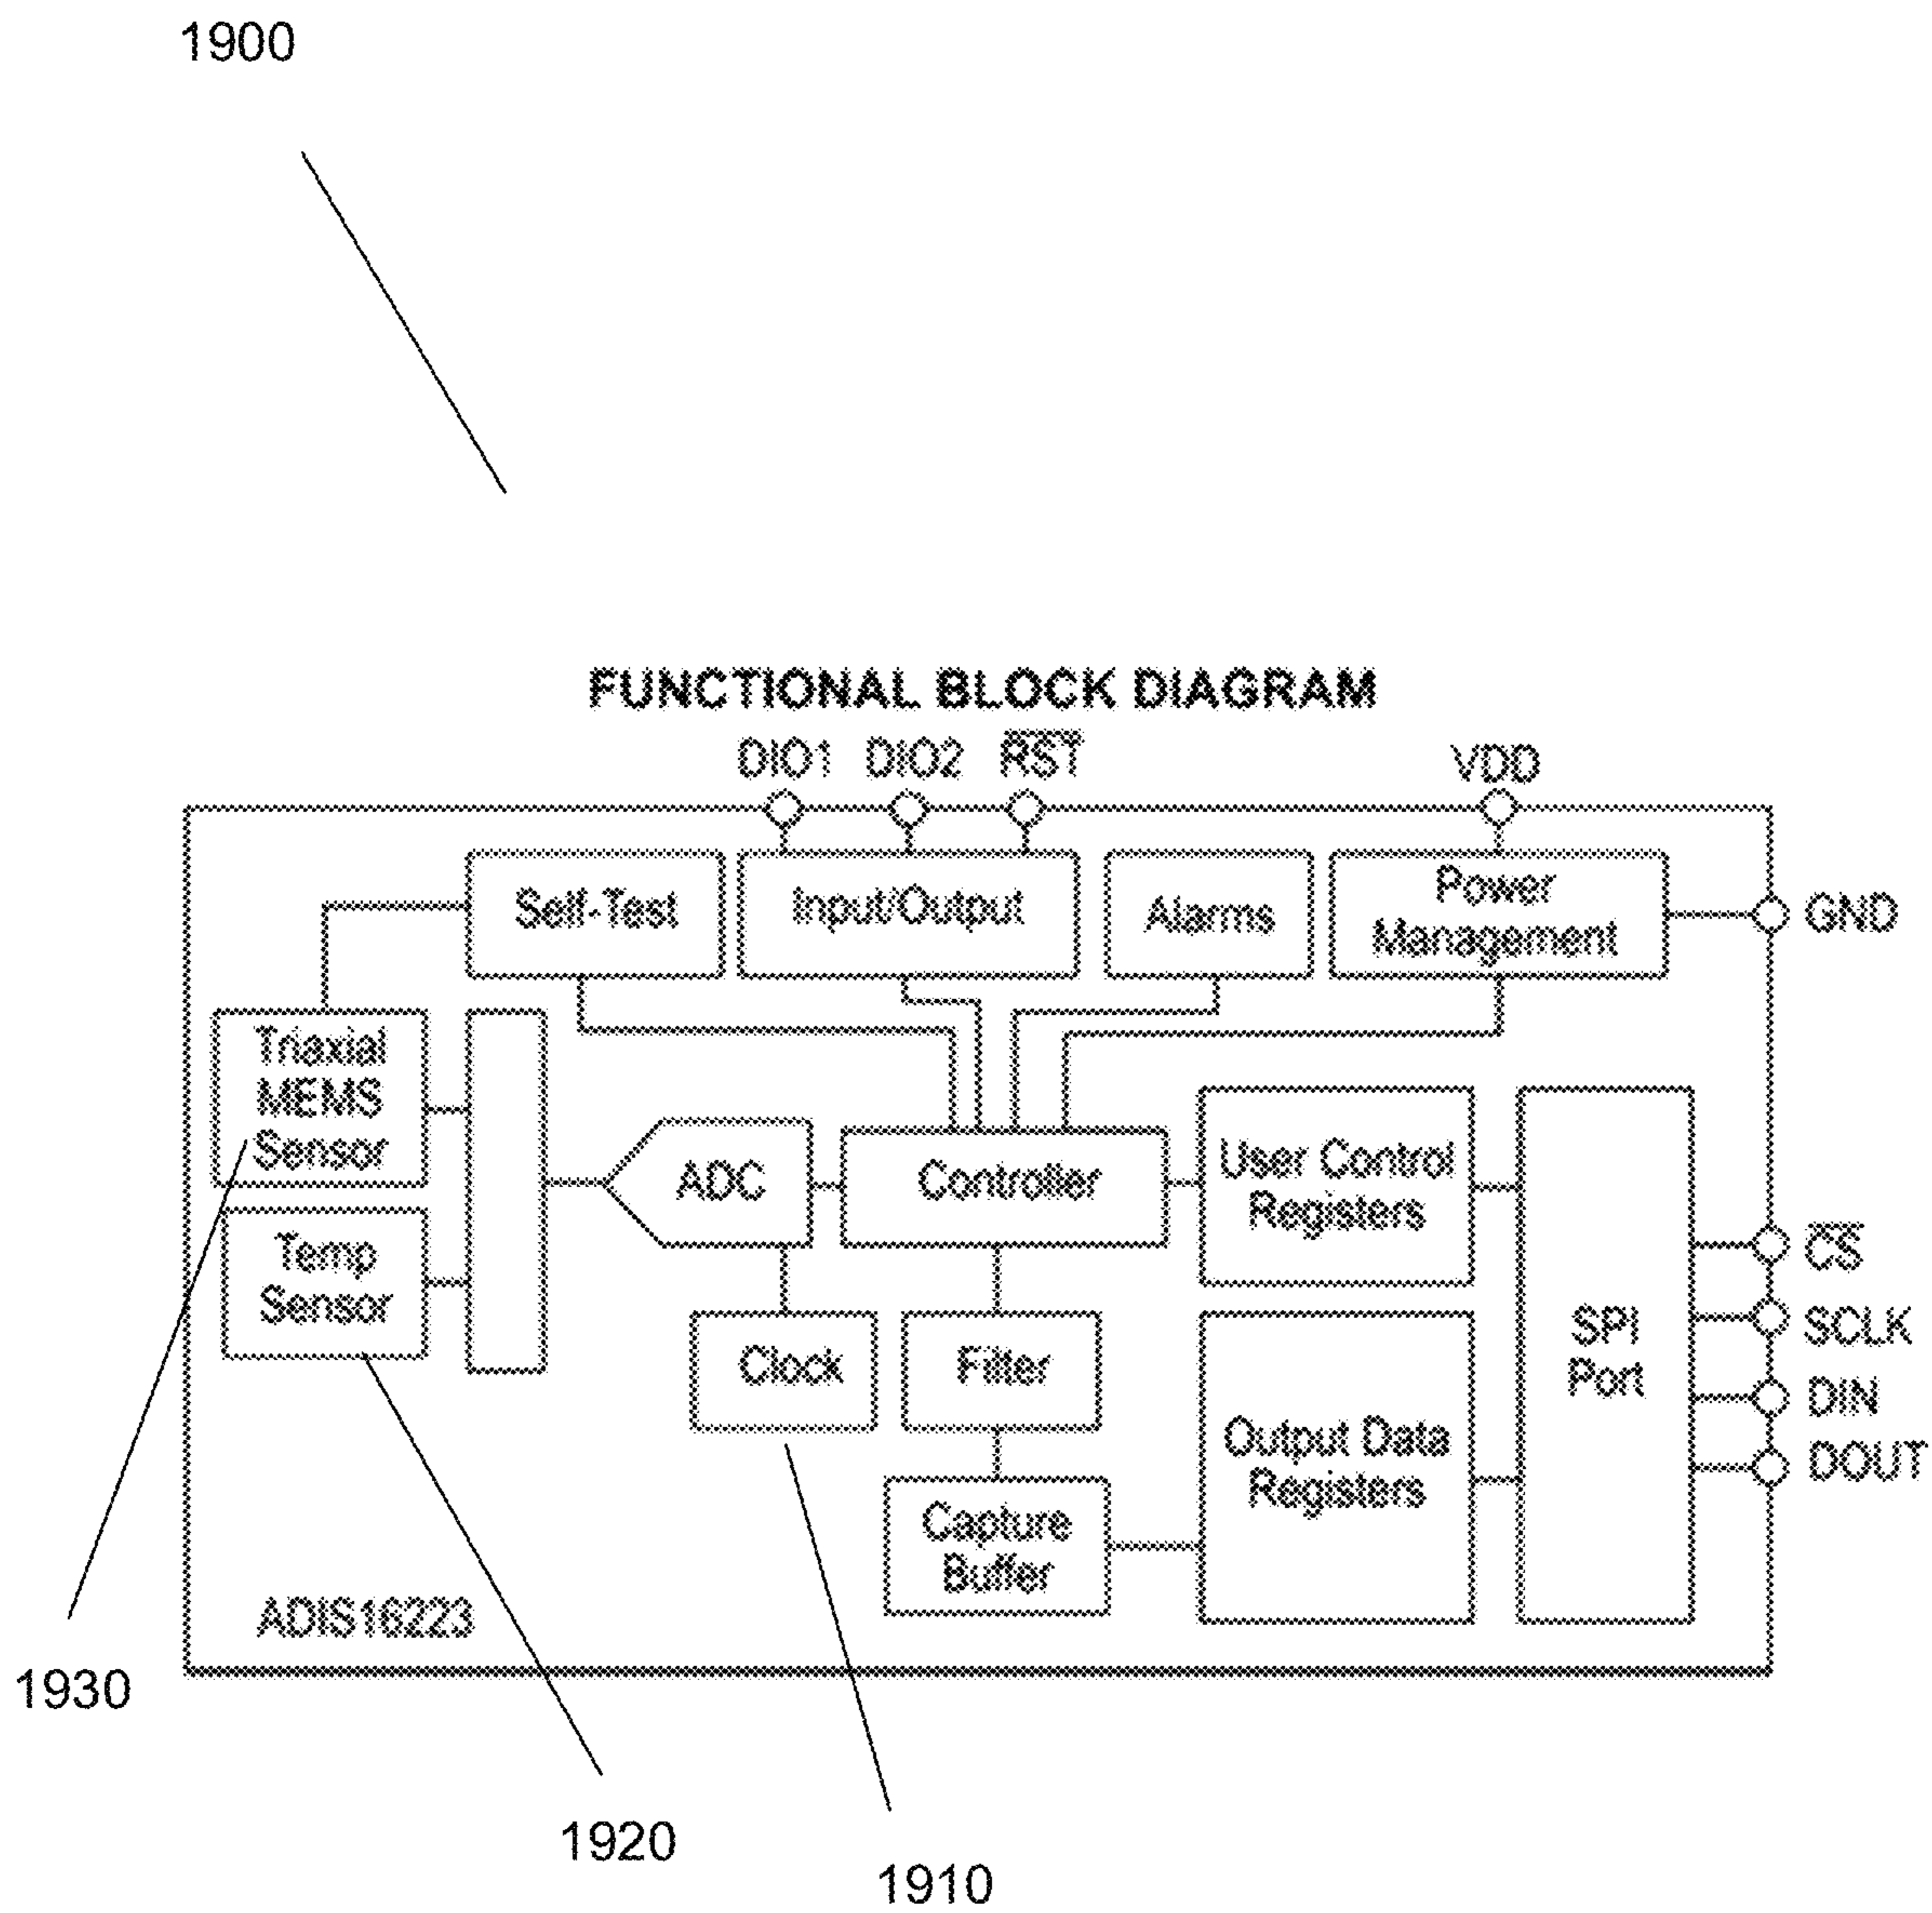 1900
FUNCTIONAL BLOCK DIAGRAM
DIO1 DIO2 R̅S̅T̅ VDD
Self-Test
Input/Output
Alarms
Power
Management
GND
Triaxial
MEMS
Sensor
ADC
Controller
User Control
Registers
Temp
Sensor
Clock
Filter
SPI
Port
C̅S̅
SCLK
DIN
DOUT
Output Data
Registers
Capture
Buffer
ADIS16223
1930
1920
1910